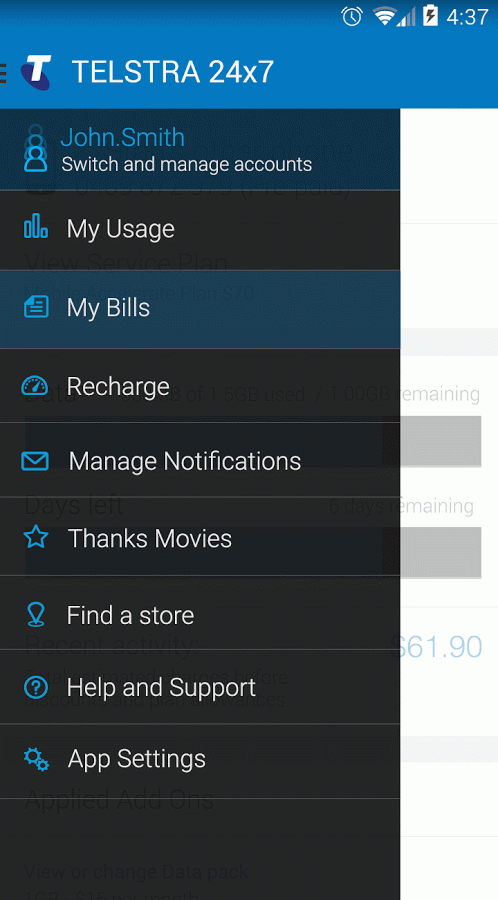 4:37
TELSTRA 24x7
John.Smith
Switch and manage accounts
My Usage
View Service Plan
My Bills
Recharge
of 1.5GB used / 1.00GB remaining
Manage Notifications
Days left
6 days remaining
Thanks Movies
Find a store
Recent activity:
$61.90
Help and Support
App Settings
Applied Add Ons
View or change Data pack